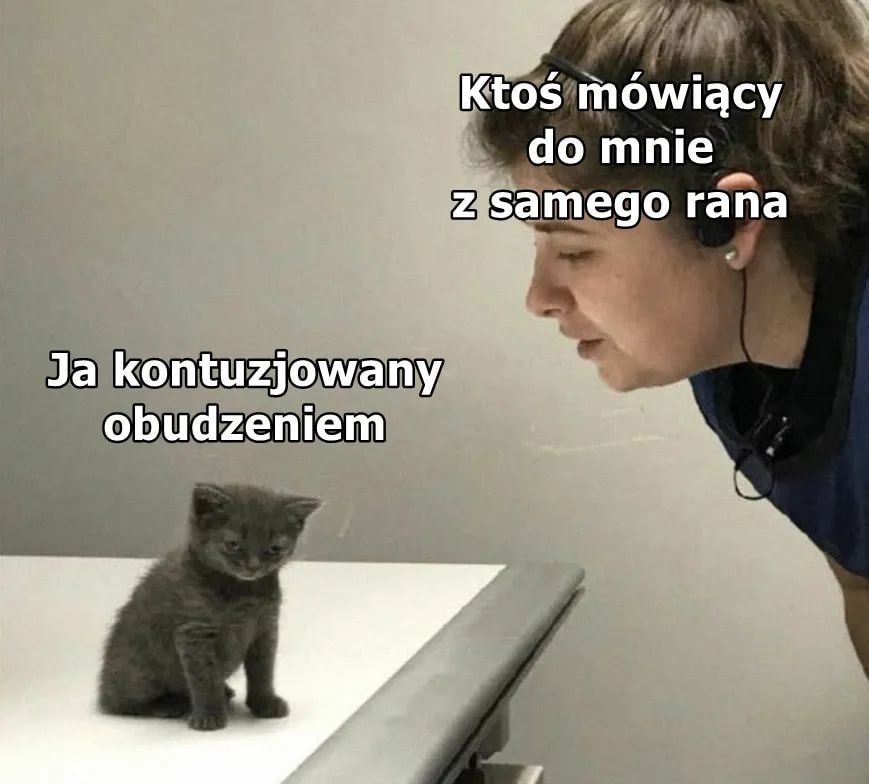 Ktoś mówiący
do mnie
z samego rana
Ja kontuzjowany
obudzeniem